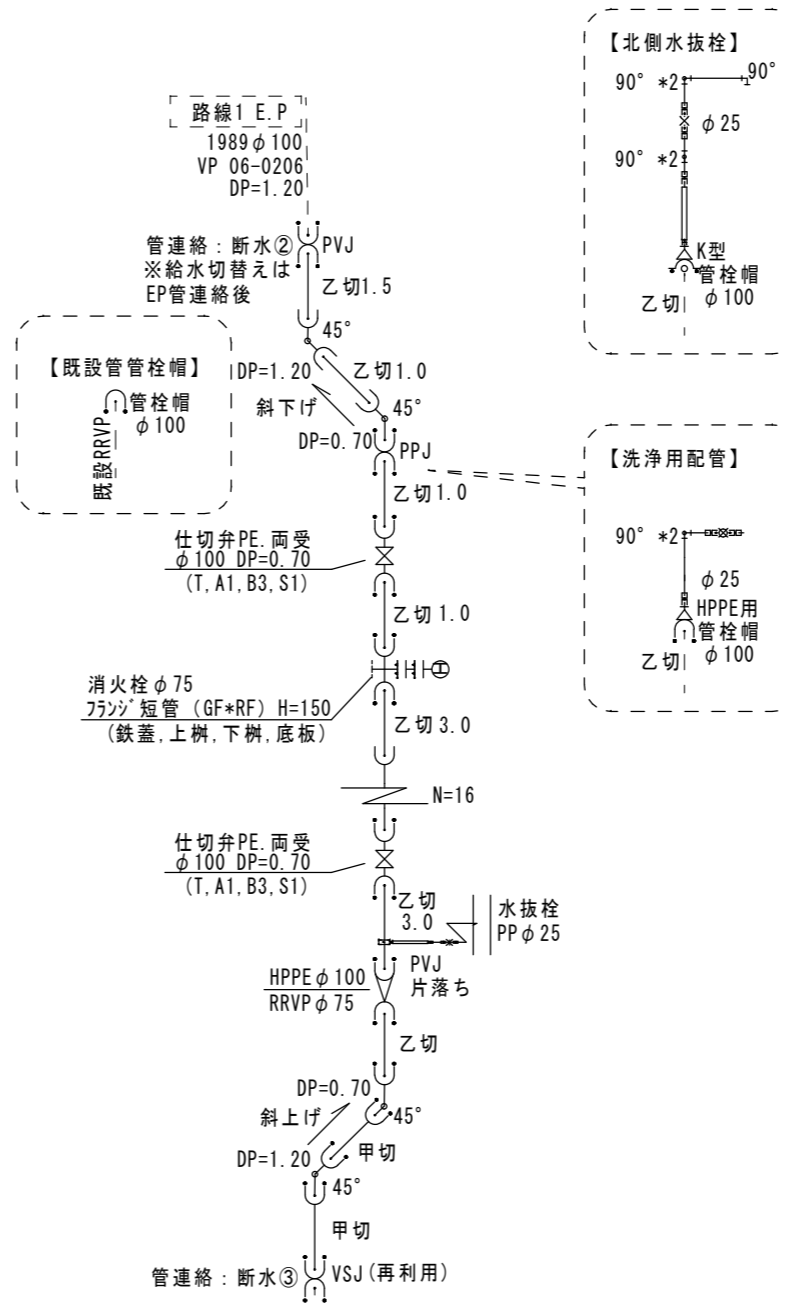 【北側水抜栓】
90° *2
90°
φ25
90° *2
K型
管栓帽
φ100
乙切
路線1 E.P
1989φ100
VP 06-0206
DP=1.20
管連絡：断水②
※給水切替えは
EP管連絡後
PVJ
乙切1.5
45°
【既設管管栓帽】
管栓帽
φ100
既設RRVP
DP=1.20
乙切1.0
斜下げ
45°
DP=0.70
PPJ
乙切1.0
【洗浄用配管】
90° *2
φ25
HPPE用
管栓帽
φ100
乙切
仕切弁PE.両受
φ100 DP=0.70
(T,A1,B3,S1)
乙切1.0
消火栓φ75
フランジ短管 (GF*RF) H=150
(鉄蓋,上桝,下桝,底板)
エ
乙切3.0
N=16
仕切弁PE.両受
φ100 DP=0.70
(T,A1,B3,S1)
乙切
3.0
水抜栓
PPφ25
PVJ
片落ち
HPPEφ100
RRVPφ75
乙切
DP=0.70
斜上げ
45°
DP=1.20
甲切
45°
甲切
管連絡：断水③
VSJ(再利用)